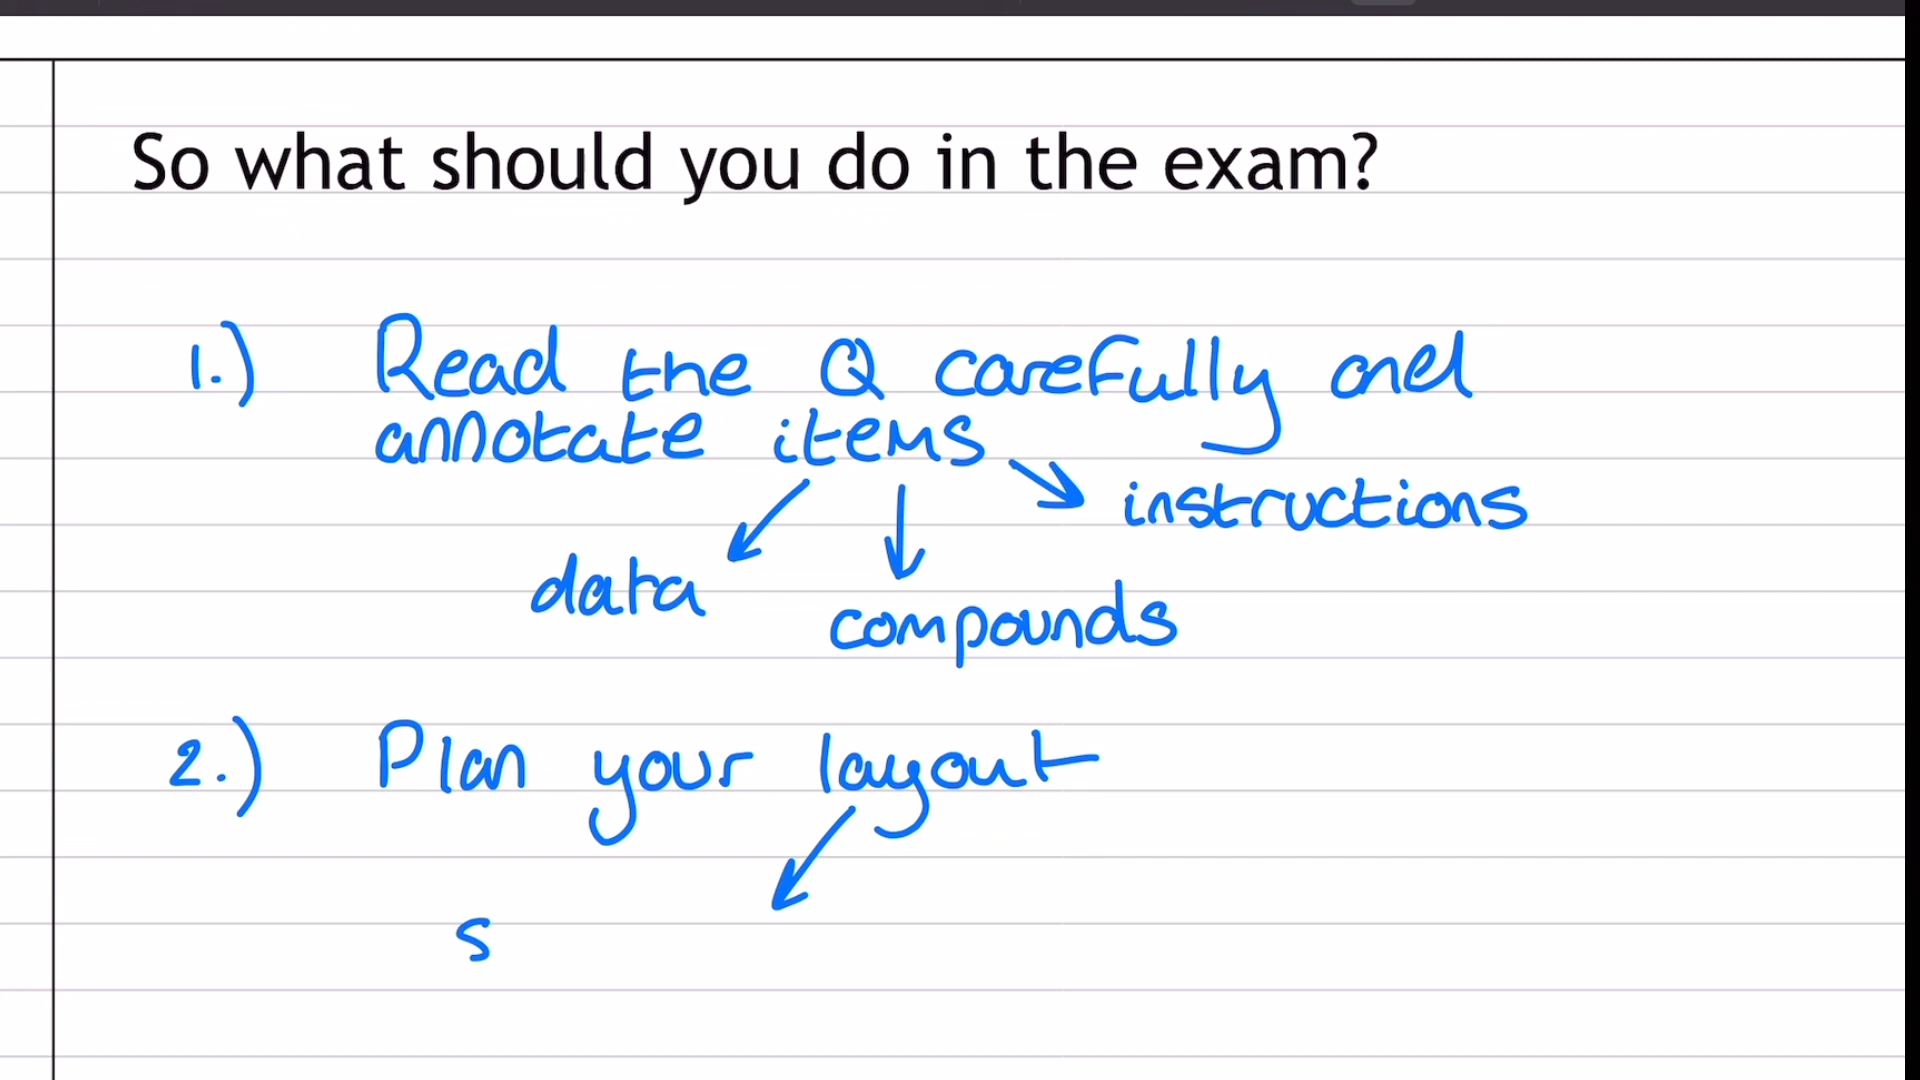 So what should you do in the exam?
1.) Read the Q carefully and
annotate items
instructions
data
compounds
2.) Plan your layout
s